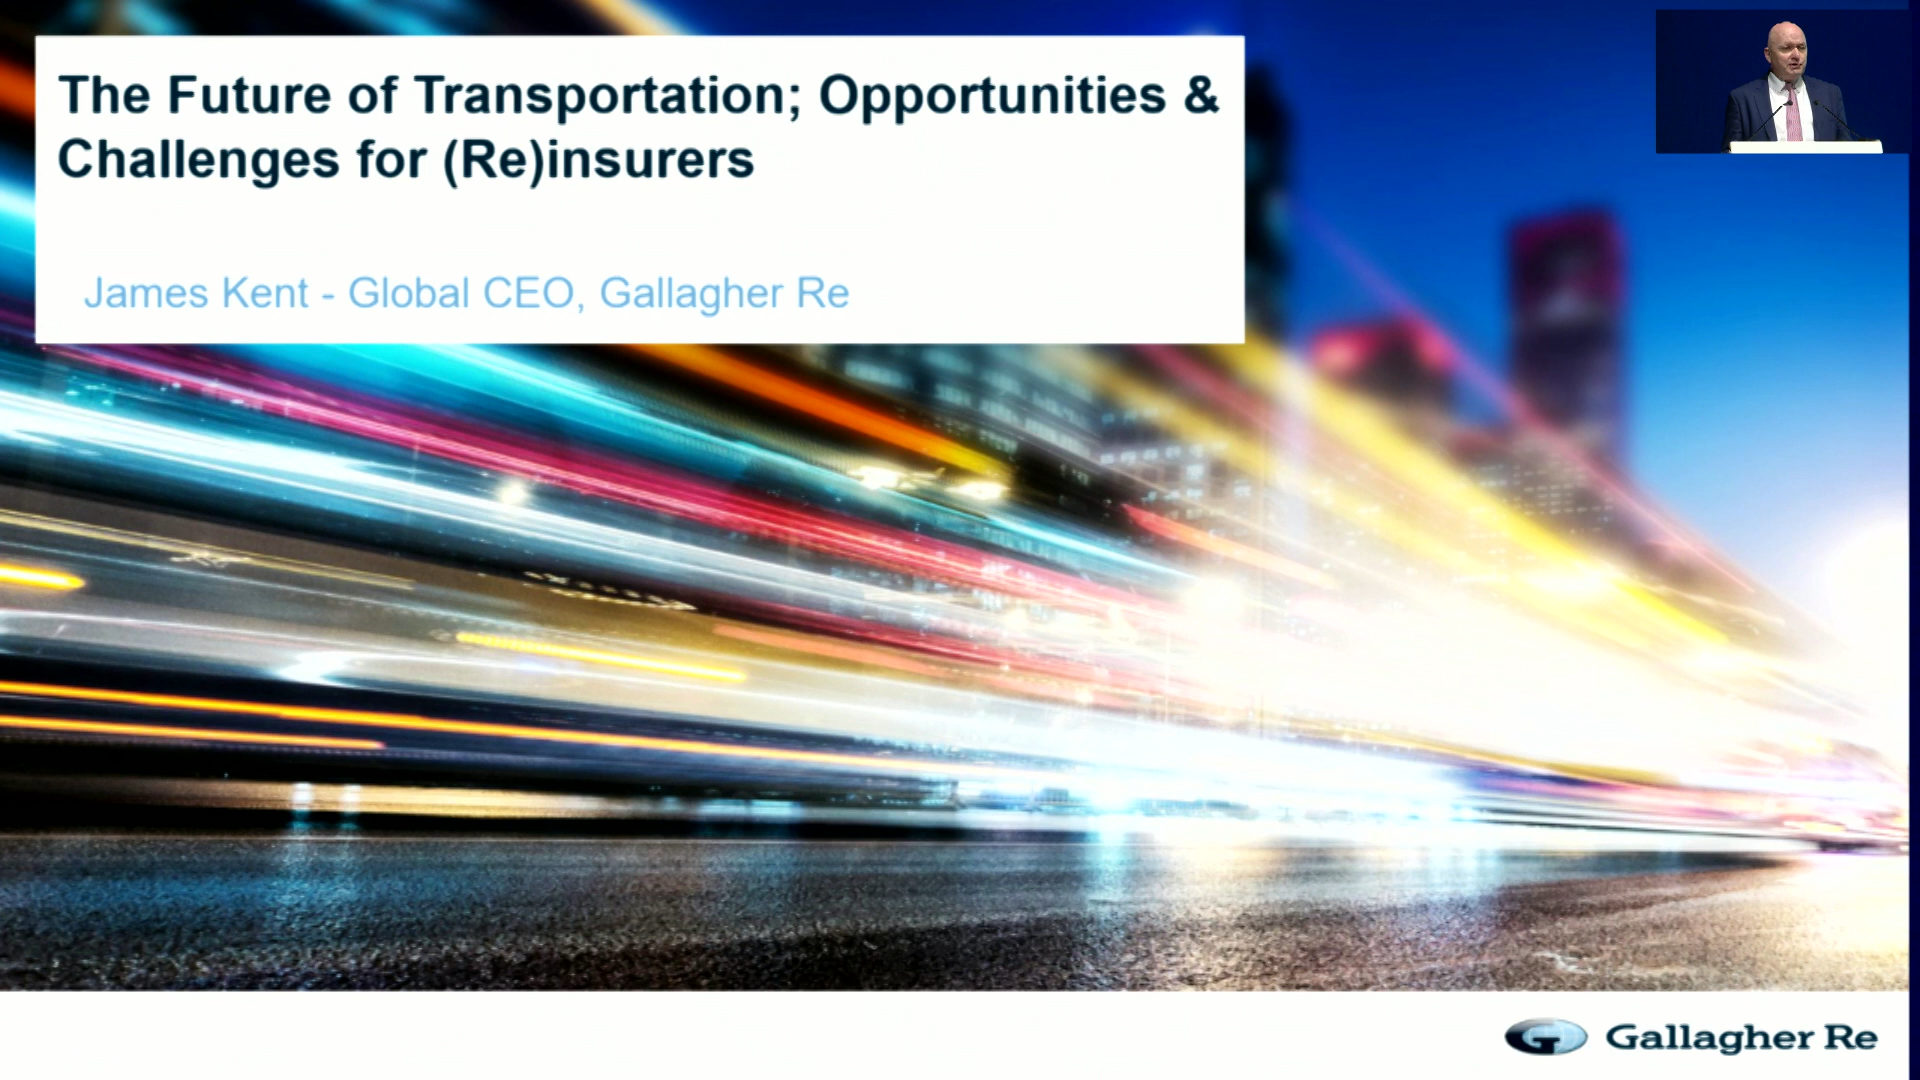 The Future of Transportation; Opportunities &
Challenges for (Re)insurers
James Kent - Global CEO, Gallagher Re
Gallagher Re